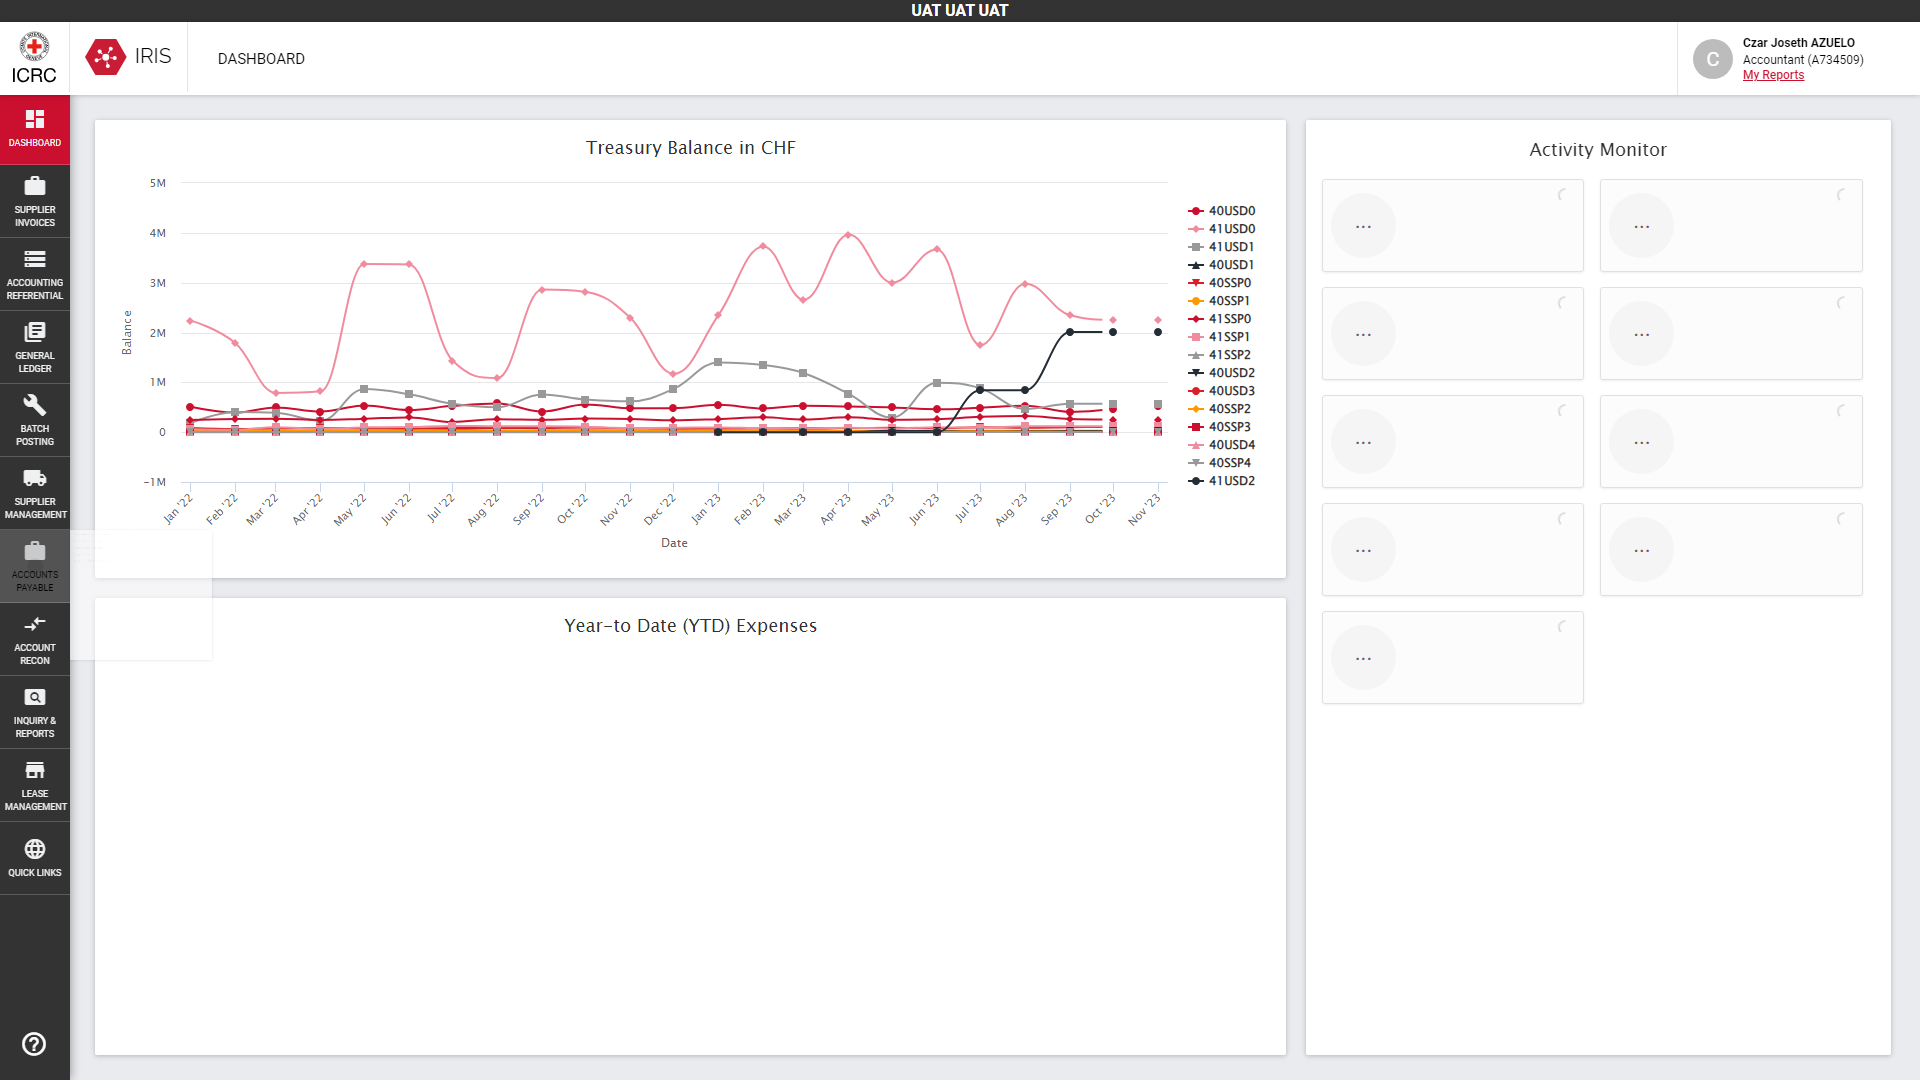 UAT UAT UAT
ICRC
IRIS
DASHBOARD
C
Czar Joseth AZUELO
Accountant (A734509)
My Reports
DASHBOARD
SUPPLIER
INVOICES
ACCOUNTING
REFERENTIAL
GENERAL
LEDGER
BATCH
POSTING
SUPPLIER
MANAGEMENT
ACCOUNTS
PAYABLE
ACCOUNT
RECON
INQUIRY &
REPORTS
LEASE
MANAGEMENT
QUICK LINKS
Treasury Balance in CHF
5M
4M
3M
2M
1M
0
-1M
Balance
Jan '22
Feb '22
Mar '22
Apr '22
May '22
Jun '22
Jul '22
Aug '22
Sep '22
Oct '22
Nov '22
Dec '22
Jan '23
Feb '23
Mar '23
Apr '23
May '23
Jun '23
Jul '23
Aug '23
Sep '23
Oct '23
Nov '23
Date
40USD0
41USD0
41USD1
40USD1
40SSP0
40SSP1
41SSP0
41SSP1
41SSP2
40USD2
40USD3
40SSP2
40SSP3
40USD4
40SSP4
41USD2
Year-to Date (YTD) Expenses
Activity Monitor
...
...
...
...
...
...
...
...
...